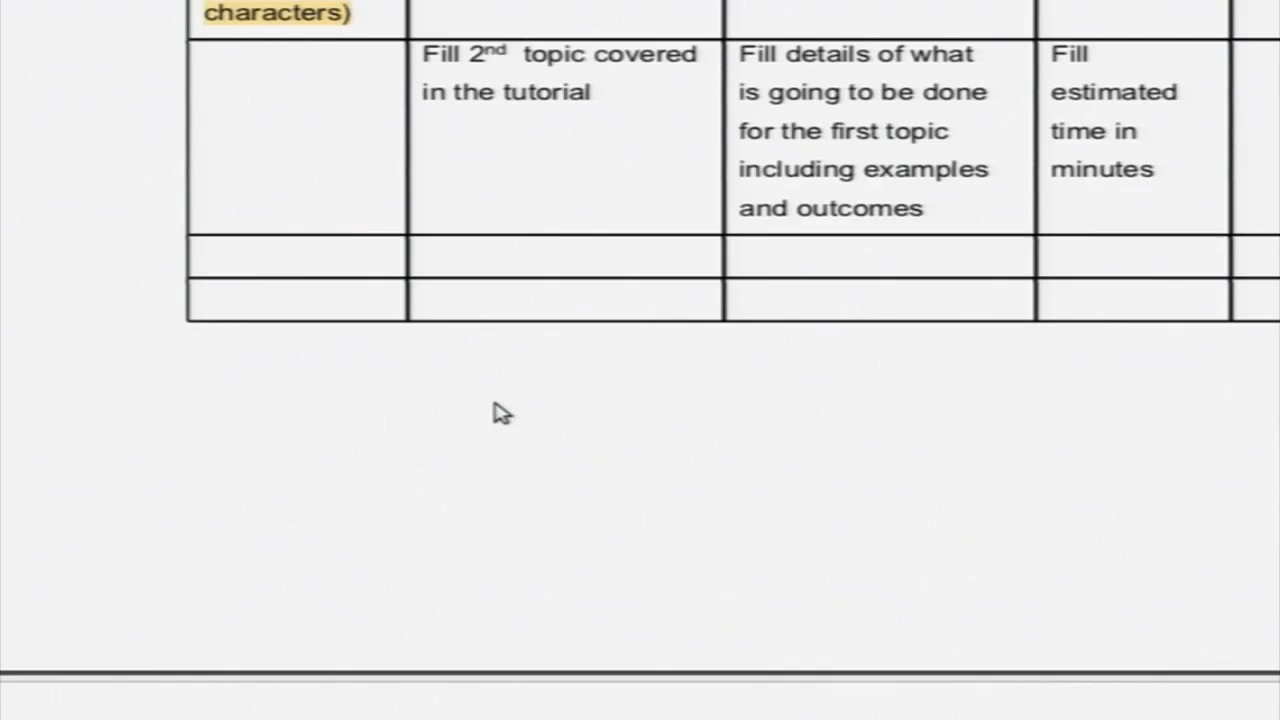 characters)
Fill 2nd topic covered
in the tutorial
Fill details of what
is going to be done
for the first topic
including examples
and outcomes
Fill
estimated
time in
minutes